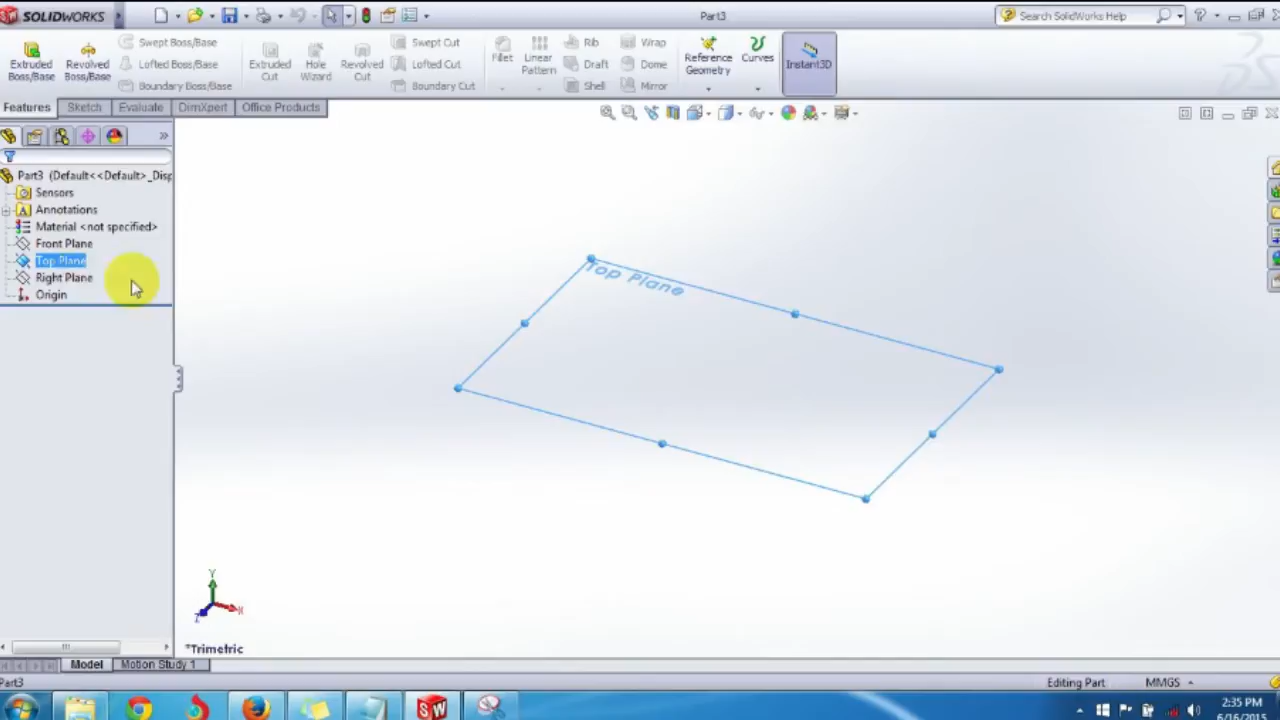 SOLIDWORKS
Part3
Search SolidWorks Help
Extruded Boss/Base
Revolved Boss/Base
Swept Boss/Base
Lofted Boss/Base
Boundary Boss/Base
Extruded Cut
Hole Wizard
Revolved Cut
Swept Cut
Lofted Cut
Boundary Cut
Fillet
Linear Pattern
Rib
Draft
Shell
Wrap
Dome
Mirror
Reference Geometry
Curves
Instant3D
Features
Sketch
Evaluate
DimXpert
Office Products
Part3 (Default<<Default>_Disp
Sensors
Annotations
Material <not specified>
Front Plane
Top Plane
Right Plane
Origin
Top Plane
Y
X
Z
*Trimetric
Model
Motion Study 1
Part3
Editing Part
MMGS
SW
2:35 PM
6/16/2015